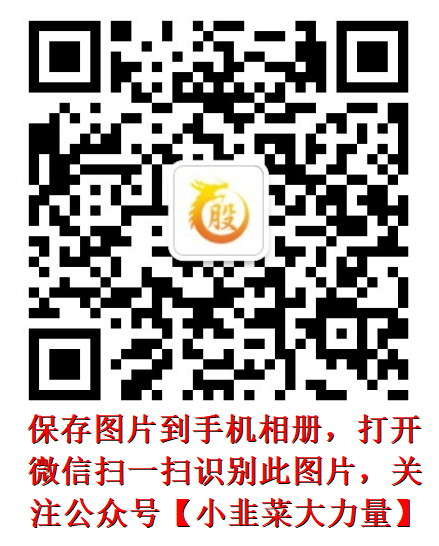 股
保存图片到手机相册，打开
微信扫一扫识别此图片，关
注公众号【小韭菜大力量】